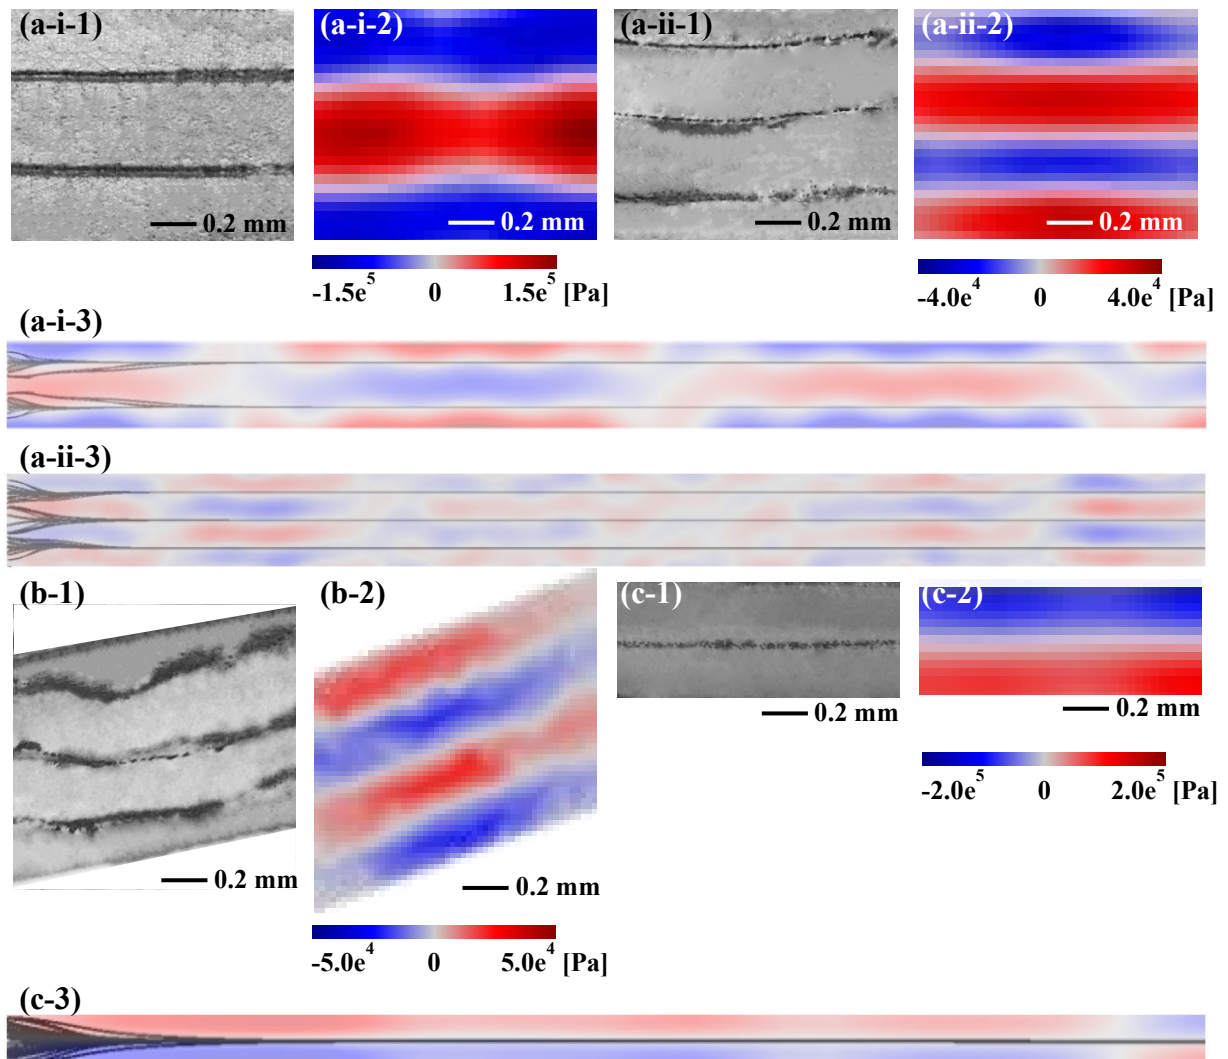 (a-i-1) (a-i-2) (a-ii-1) (a-ii-2)
0.2 mm 0.2 mm 0.2 mm 0.2 mm
-1.5e⁵ 0 1.5e⁵ [Pa] -4.0e⁴ 0 4.0e⁴ [Pa]
(a-i-3)
(a-ii-3)
(b-1) (b-2) (c-1) (c-2)
0.2 mm 0.2 mm
-2.0e⁵ 0 2.0e⁵ [Pa]
0.2 mm 0.2 mm
-5.0e⁴ 0 5.0e⁴ [Pa]
(c-3)